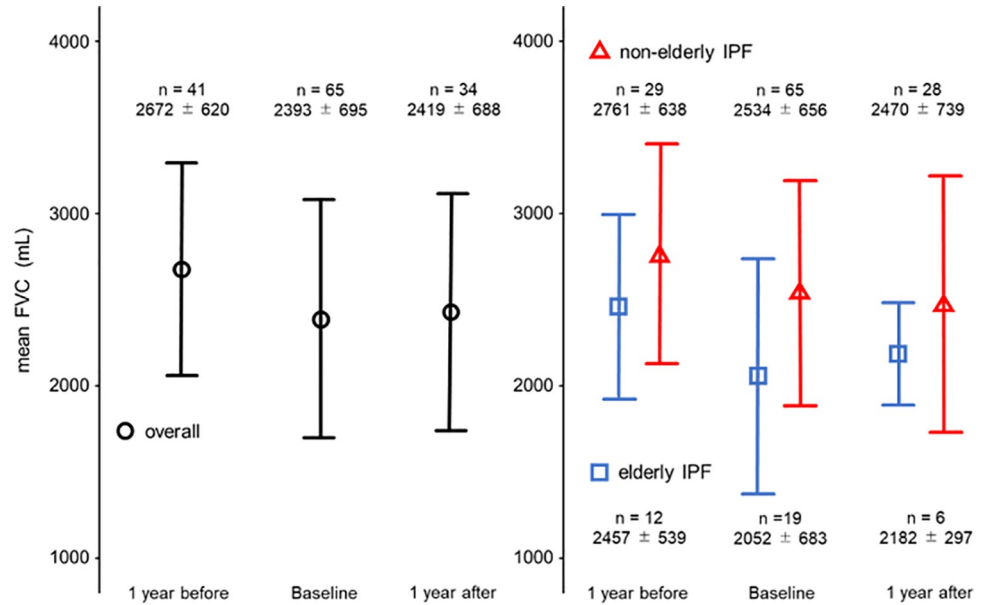 mean FVC (mL)
4000
3000
2000
1000
n = 41
2672 ± 620
n = 65
2393 ± 695
n = 34
2419 ± 688
overall
1 year before
Baseline
1 year after
4000
3000
2000
1000
non-elderly IPF
n = 29
2761 ± 638
n = 65
2534 ± 656
n = 28
2470 ± 739
elderly IPF
n = 12
2457 ± 539
n =19
2052 ± 683
n = 6
2182 ± 297
1 year before
Baseline
1 year after